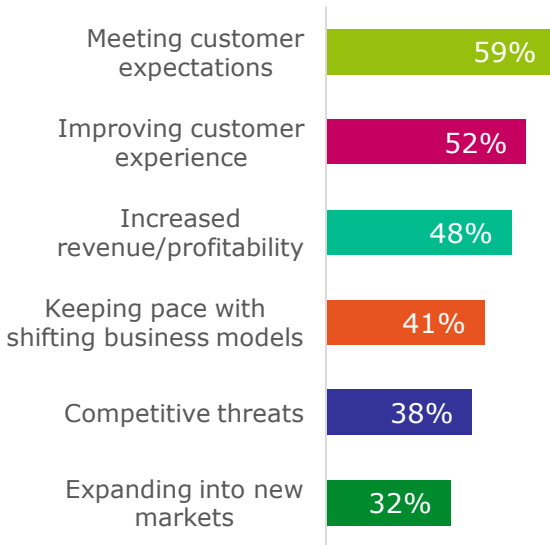 Meeting customer
expectations
59%
Improving customer
experience
52%
Increased
revenue/profitability
48%
Keeping pace with
shifting business models
41%
Competitive threats
38%
Expanding into new
markets
32%